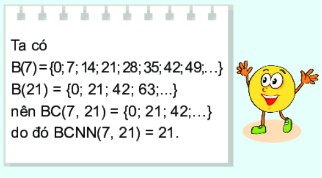 Ta có
B(7)={0;7;14;21;28;35;42;49;...}
B(21) = {0; 21; 42; 63;...}
nên BC(7, 21) = {0; 21; 42;...}
do đó BCNN(7, 21) = 21.